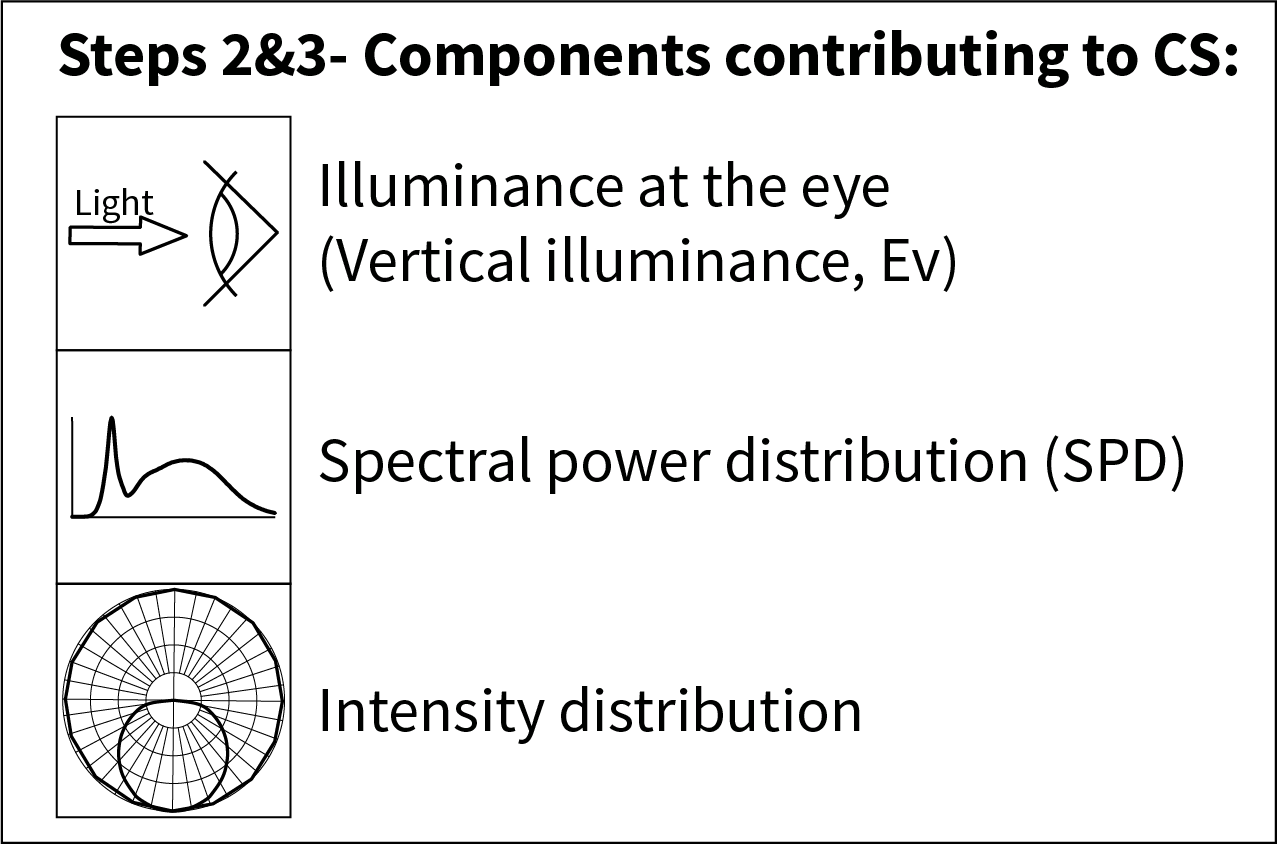 Steps 2&3- Components contributing to CS:
Light
Illuminance at the eye
(Vertical illuminance, Ev)
Spectral power distribution (SPD)
Intensity distribution